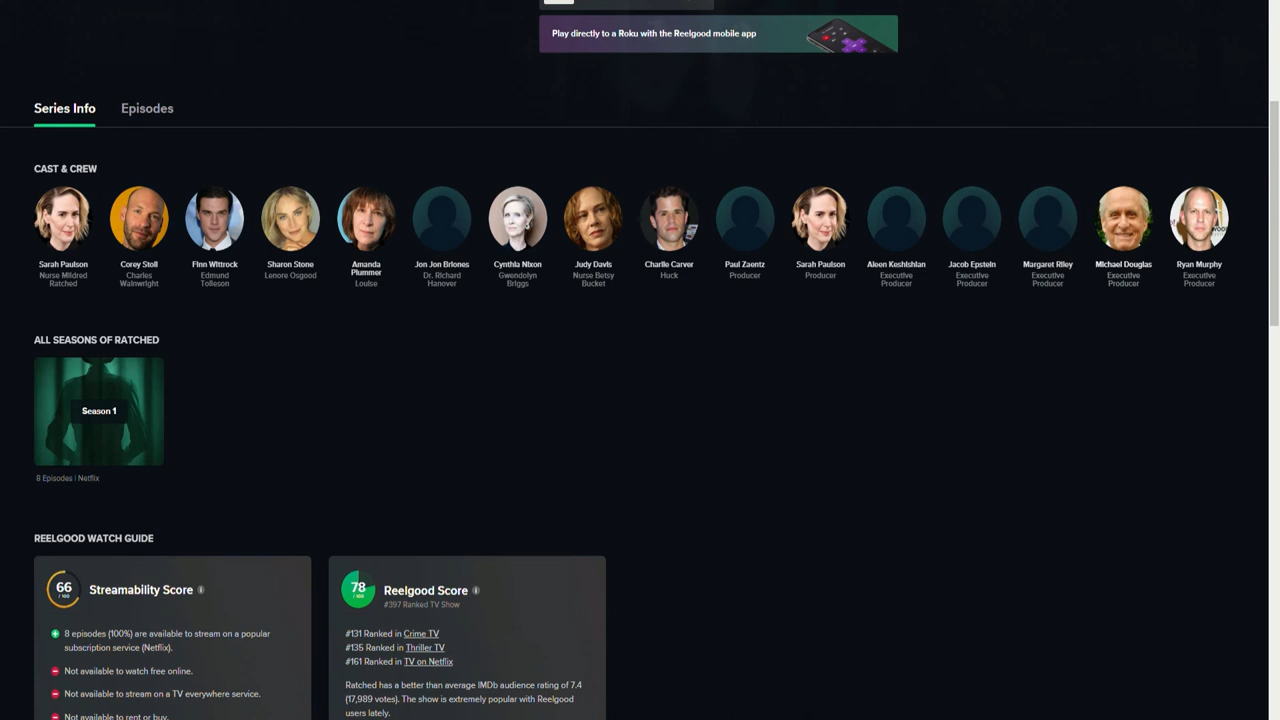 Play directly to a Roku with the Reelgood mobile app
Series Info
Episodes
CAST & CREW
Sarah Paulson
Nurse Mildred
Ratched
Corey Stoll
Charles
Wainwright
Finn Wittrock
Edmund
Tolleson
Sharon Stone
Lenore Osgood
Amanda
Plummer
Louise
Jon Jon Briones
Dr. Richard
Hanover
Cynthia Nixon
Gwendolyn
Briggs
Judy Davis
Nurse Betsy
Bucket
Charlie Carver
Huck
Paul Zaentz
Producer
Sarah Paulson
Producer
Aleen Keshishian
Executive
Producer
Jacob Epstein
Executive
Producer
Margaret Riley
Executive
Producer
Michael Douglas
Executive
Producer
Ryan Murphy
Executive
Producer
ALL SEASONS OF RATCHED
Season 1
8 Episodes | Netflix
REELGOOD WATCH GUIDE
66
/ 100
Streamability Score
8 episodes (100%) are available to stream on a popular
subscription service (Netflix).
Not available to watch free online.
Not available to stream on a TV everywhere service.
Not available to rent or buy.
78
/ 100
Reelgood Score
#397 Ranked TV Show
#131 Ranked in Crime TV
#135 Ranked in Thriller TV
#161 Ranked in TV on Netflix
Ratched has a better than average IMDb audience rating of 7.4
(17,989 votes). The show is extremely popular with Reelgood
users lately.